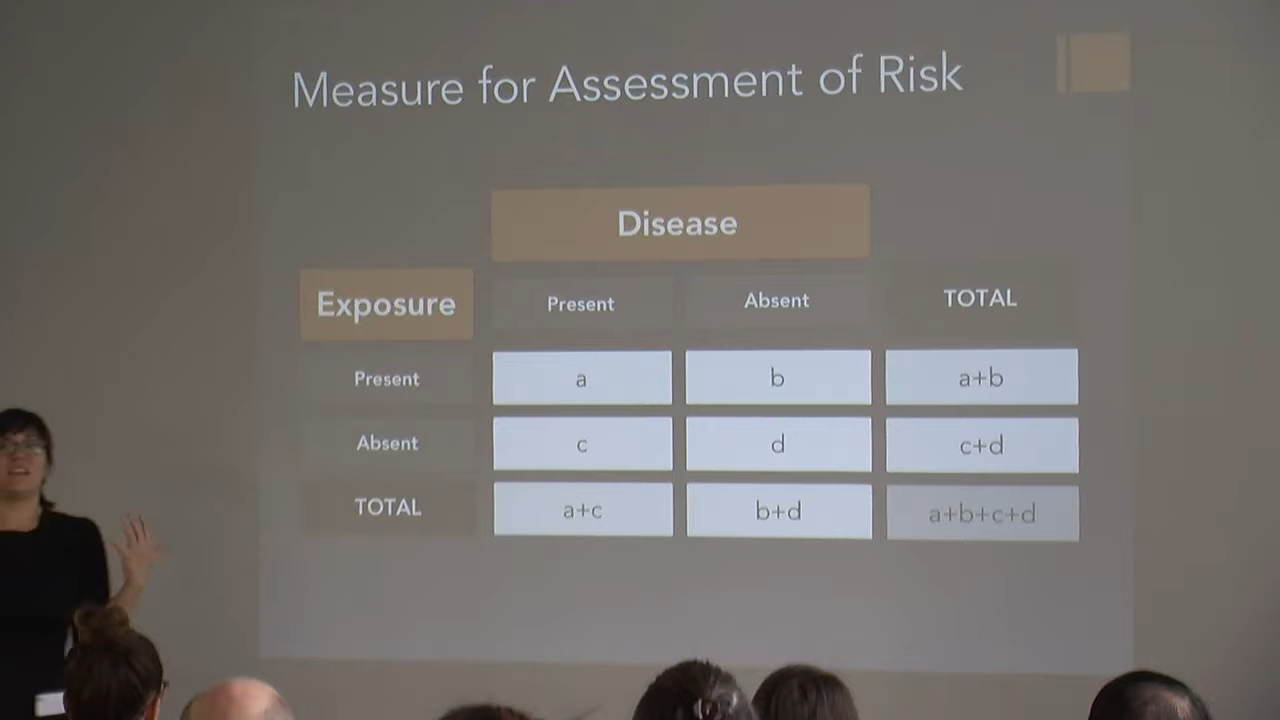 Measure for Assessment of Risk
Disease
Exposure Present Absent TOTAL
Present a b a+b
Absent c d c+d
TOTAL a+c b+d a+b+c+d